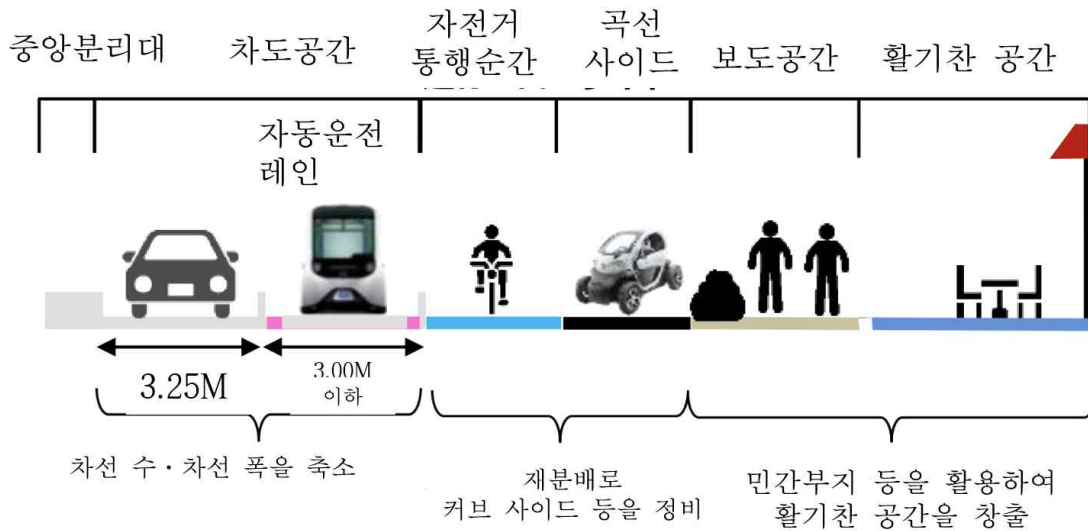 중앙분리대
차도공간
자전거
통행순간
곡선
사이드
보도공간
활기찬 공간
자동운전
레인
3.25M
3.00M
이하
차선 수·차선 폭을 축소
재분배로
커브 사이드 등을 정비
민간부지 등을 활용하여
활기찬 공간을 창출